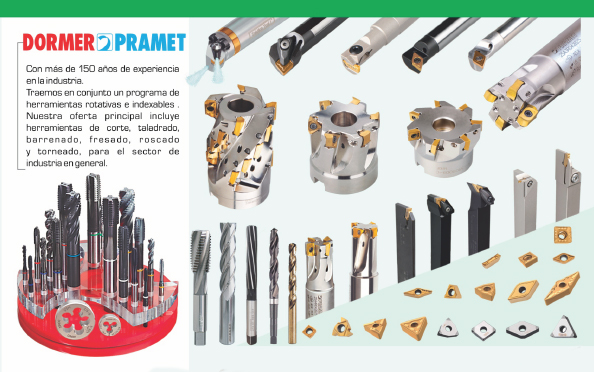 DORMER PRAMET
Con más de 150 años de experiencia
en la industria.
Traemos en conjunto un programa de
herramientas rotativas e indexables .
Nuestra oferta principal incluye
herramientas de corte, taladrado,
barrenado, fresado, roscado
y torneado, para el sector de
industria en general.